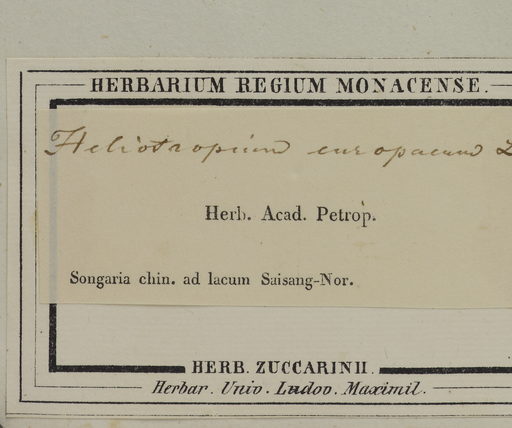 HERBARIUM REGIUM MONACENSE.
Heliotropium europaeum L
Herb. Acad. Petrop.
Songaria chin. ad lacum Saisang-Nor.
HERB. ZUCCARINII.
Herbar. Univ. Ludov. Maximil.